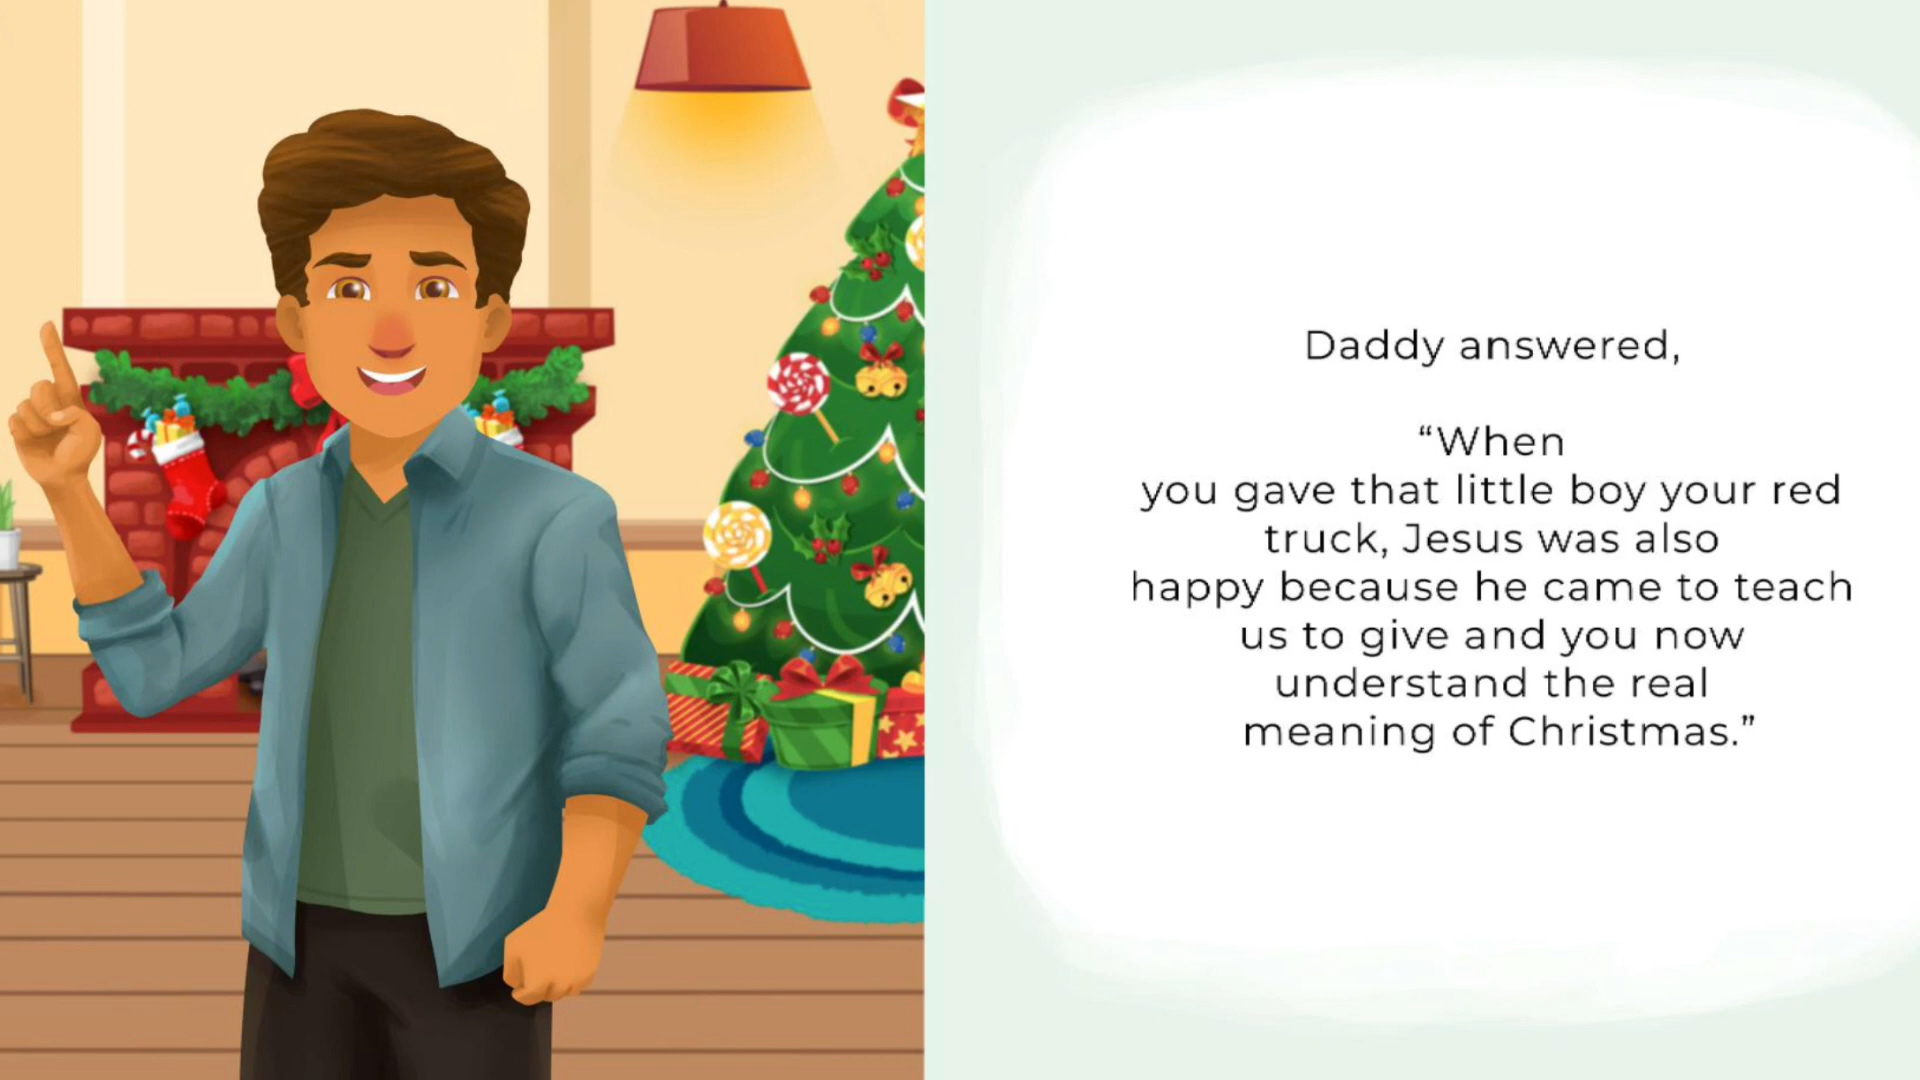 Daddy answered,
“When
you gave that little boy your red
truck, Jesus was also
happy because he came to teach
us to give and you now
understand the real
meaning of Christmas.”